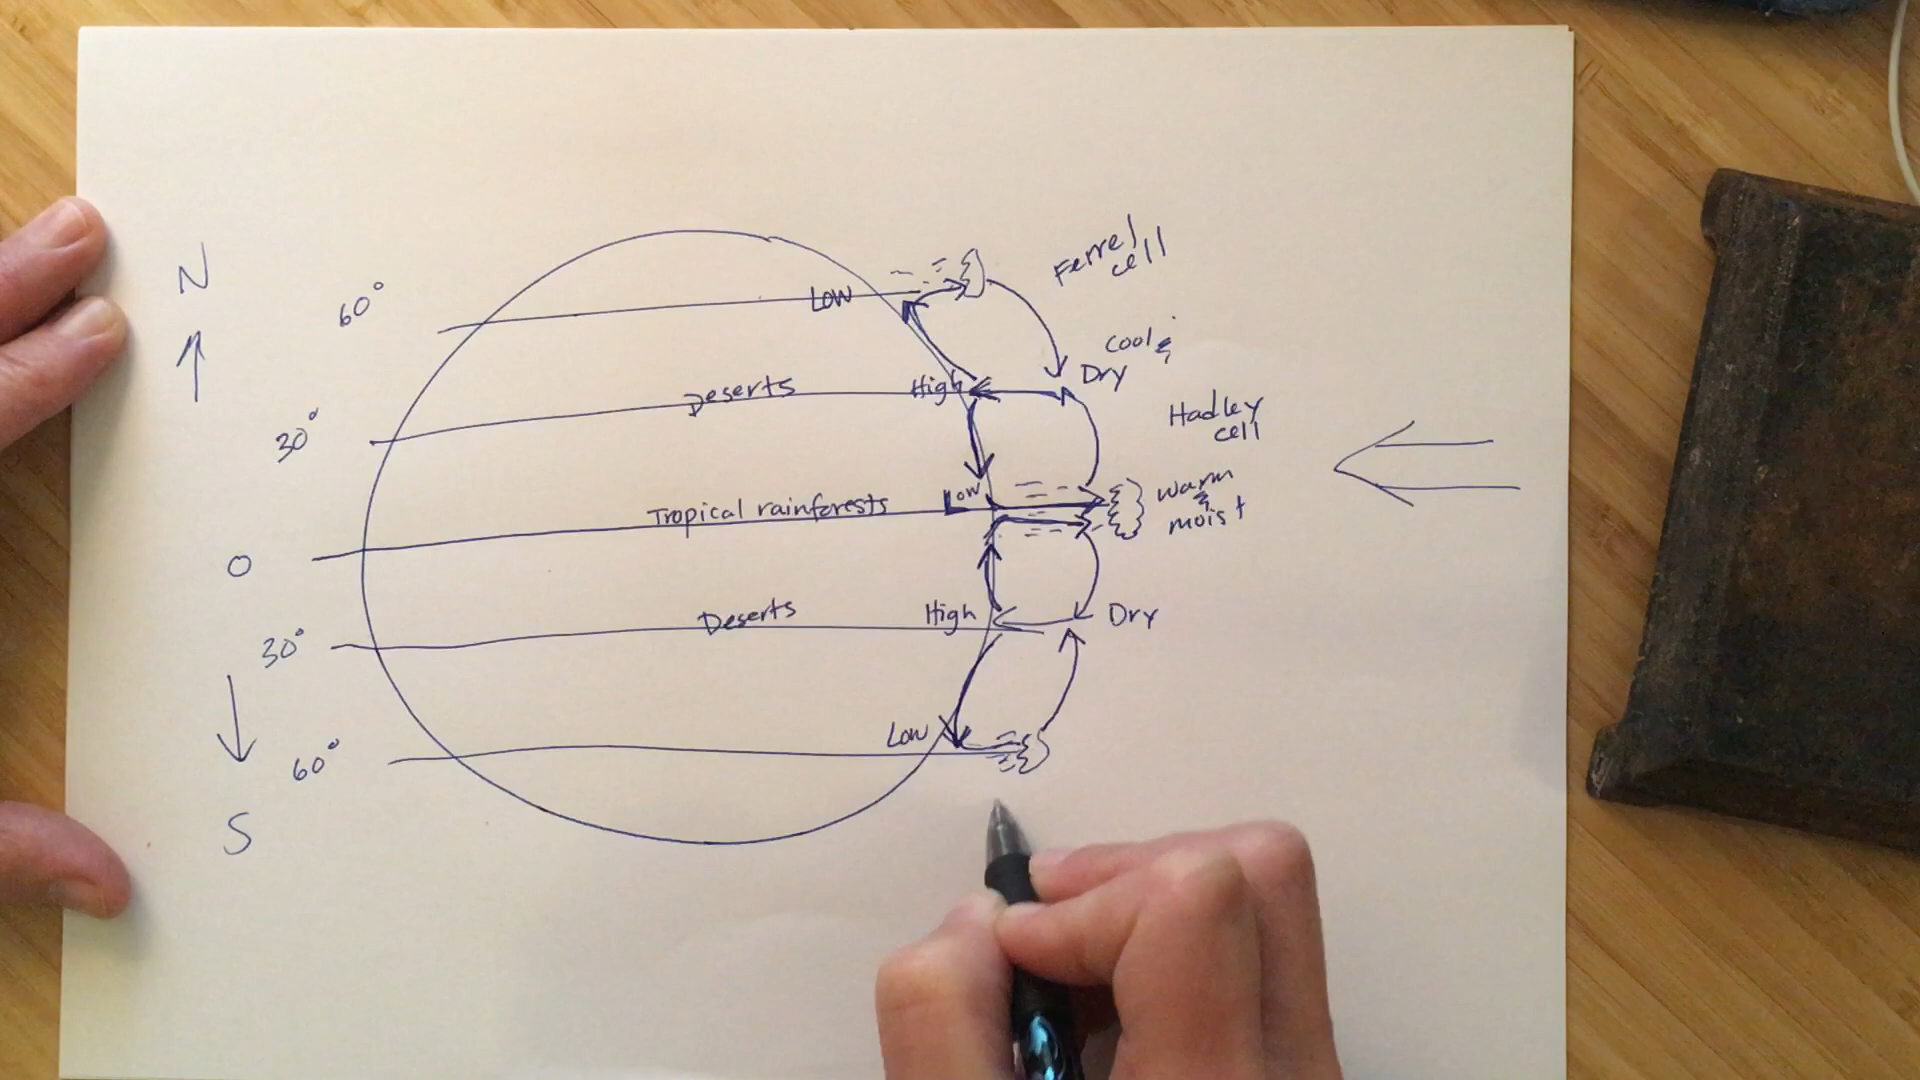 N
60°
30°
0
30°
60°
S
Low
Ferrel
cell
Cool &
Dry
Deserts
High
Hadley
cell
Low
Tropical rainforests
warm
&
moist
Deserts
High
Dry
Low